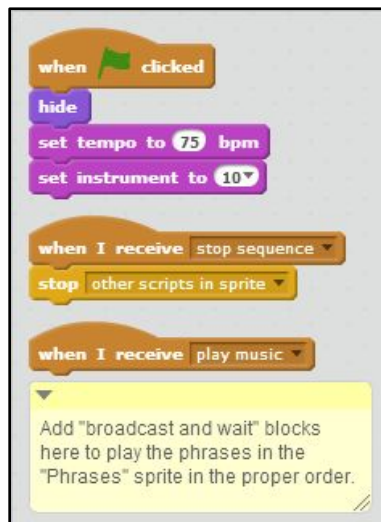 when clicked
hide
set tempo to 75 bpm
set instrument to 10
when I receive stop sequence
stop other scripts in sprite
when I receive play music
Add "broadcast and wait" blocks
here to play the phrases in the
"Phrases" sprite in the proper order.